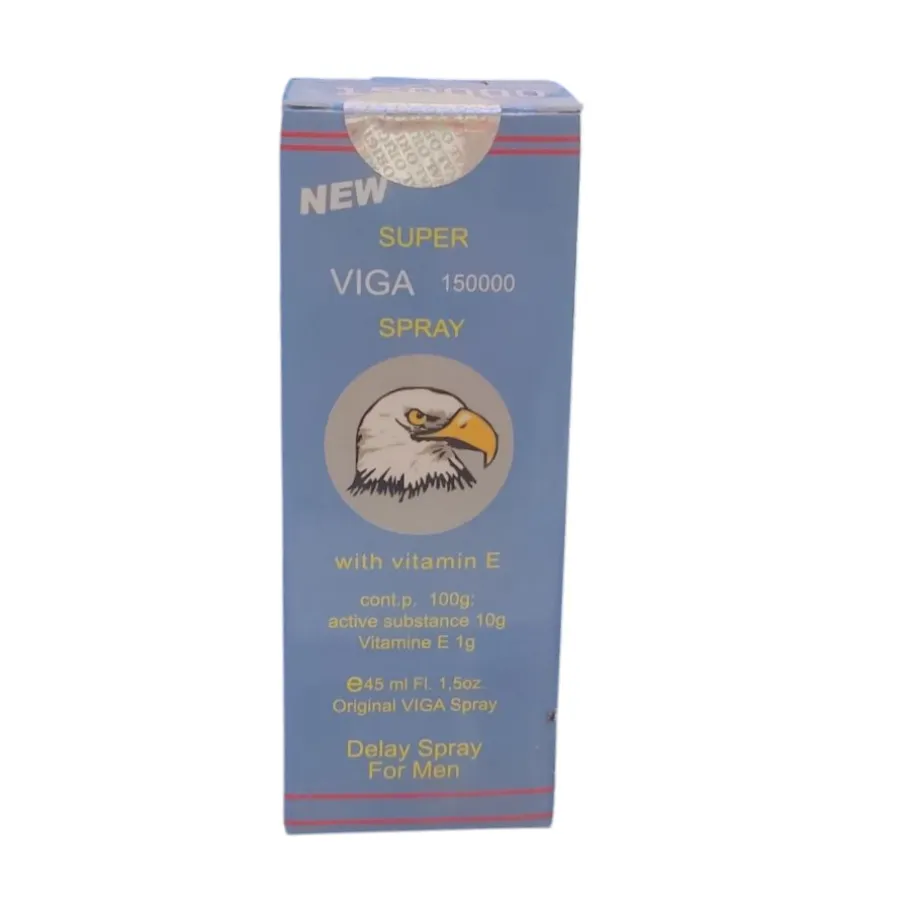 NEW
SUPER
VIGA 150000
SPRAY
with vitamin E
cont.p. 100g:
active substance 10g
Vitamine E 1g
℮45 ml Fl. 1,5oz.
Original VIGA Spray
Delay Spray
For Men